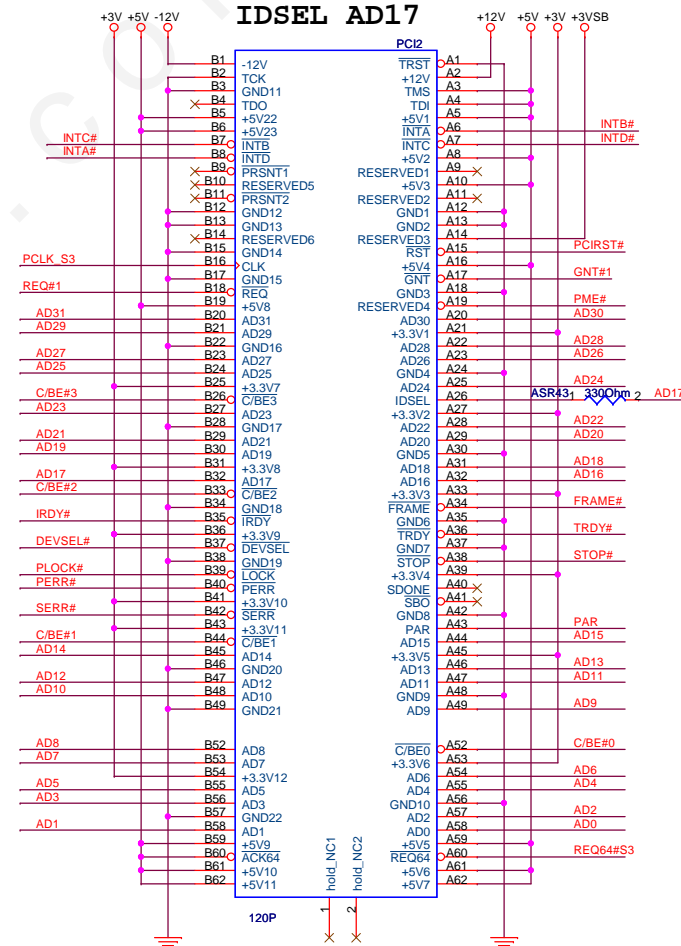 IDSEL AD17
+3V +5V -12V +12V +5V +3V +3VSB
PCI2
B1 -12V TRST A1
B2 TCK +12V A2
B3 GND11 TMS A3
B4 TDO TDI A4
B5 +5V22 +5V1 A5
INTB#
B6 +5V23 INTA A6
INTC# INTD#
B7 INTB INTC A7
INTA#
B8 INTD +5V2 A8
B9 PRSNT1 RESERVED1 A9
B10 RESERVED5 +5V3 A10
B11 PRSNT2 RESERVED2 A11
B12 GND12 GND1 A12
B13 GND13 GND2 A13
B14 RESERVED6 RESERVED3 A14
B15 GND14 RST A15 PCIRST#
PCLK_S3 B16 CLK +5V4 A16
B17 GND15 GNT A17 GNT#1
REQ#1 B18 REQ GND3 A18
B19 +5V8 RESERVED4 A19 PME#
AD31 B20 AD31 AD30 A20 AD30
AD29 B21 AD29 +3.3V1 A21
B22 GND16 AD28 A22 AD28
AD27 B23 AD27 AD26 A23 AD26
AD25 B24 AD25 GND4 A24
B25 +3.3V7 AD24 A25 AD24
C/BE#3 B26 C/BE3 IDSEL A26 ASR43 1 330Ohm 2 AD17
AD23 B27 AD23 +3.3V2 A27
B28 GND17 AD22 A28 AD22
AD21 B29 AD21 AD20 A29 AD20
AD19 B30 AD19 GND5 A30
B31 +3.3V8 AD18 A31 AD18
AD17 B32 AD17 AD16 A32 AD16
C/BE#2 B33 C/BE2 +3.3V3 A33
B34 GND18 FRAME A34 FRAME#
IRDY# B35 IRDY GND6 A35
B36 +3.3V9 TRDY A36 TRDY#
DEVSEL# B37 DEVSEL GND7 A37
B38 GND19 STOP A38 STOP#
PLOCK# B39 LOCK +3.3V4 A39
PERR# B40 PERR SDONE A40
B41 +3.3V10 SBO A41
SERR# B42 SERR GND8 A42
B43 +3.3V11 PAR A43 PAR
C/BE#1 B44 C/BE1 AD15 A44 AD15
AD14 B45 AD14 +3.3V5 A45
B46 GND20 AD13 A46 AD13
AD12 B47 AD12 AD11 A47 AD11
AD10 B48 AD10 GND9 A48
B49 GND21 AD9 A49 AD9
AD8 B52 AD8 C/BE0 A52 C/BE#0
AD7 B53 AD7 +3.3V6 A53
B54 +3.3V12 AD6 A54 AD6
AD5 B55 AD5 AD4 A55 AD4
AD3 B56 AD3 GND10 A56
B57 GND22 AD2 A57 AD2
AD1 B58 AD1 AD0 A58 AD0
B59 +5V9 +5V5 A59
B60 ACK64 REQ64 A60 REQ64#S3
B61 +5V10 +5V6 A61
B62 +5V11 +5V7 A62
hold_NC1 hold_NC2
120P
1 2